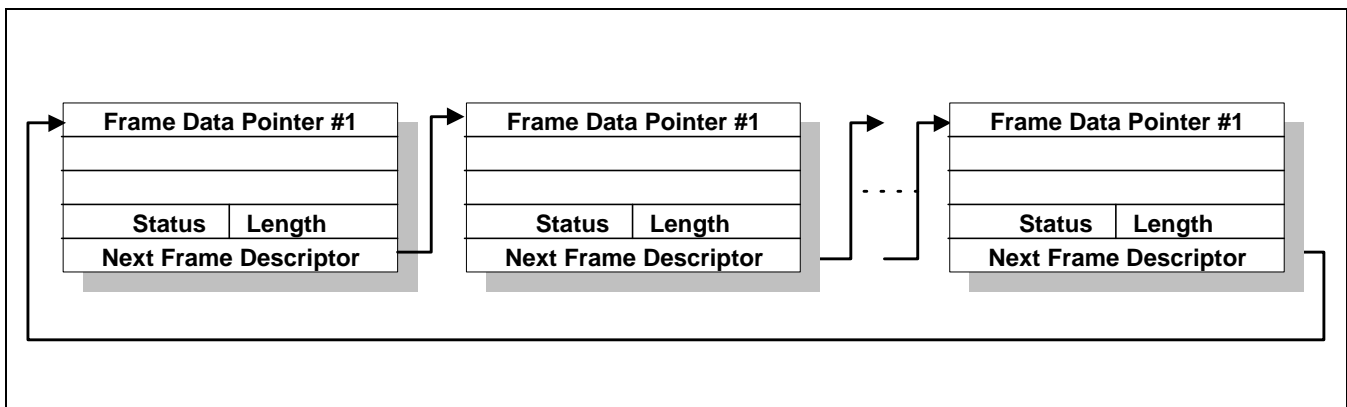 Frame Data Pointer #1
Status Length
Next Frame Descriptor
Frame Data Pointer #1
Status Length
Next Frame Descriptor
Frame Data Pointer #1
Status Length
Next Frame Descriptor